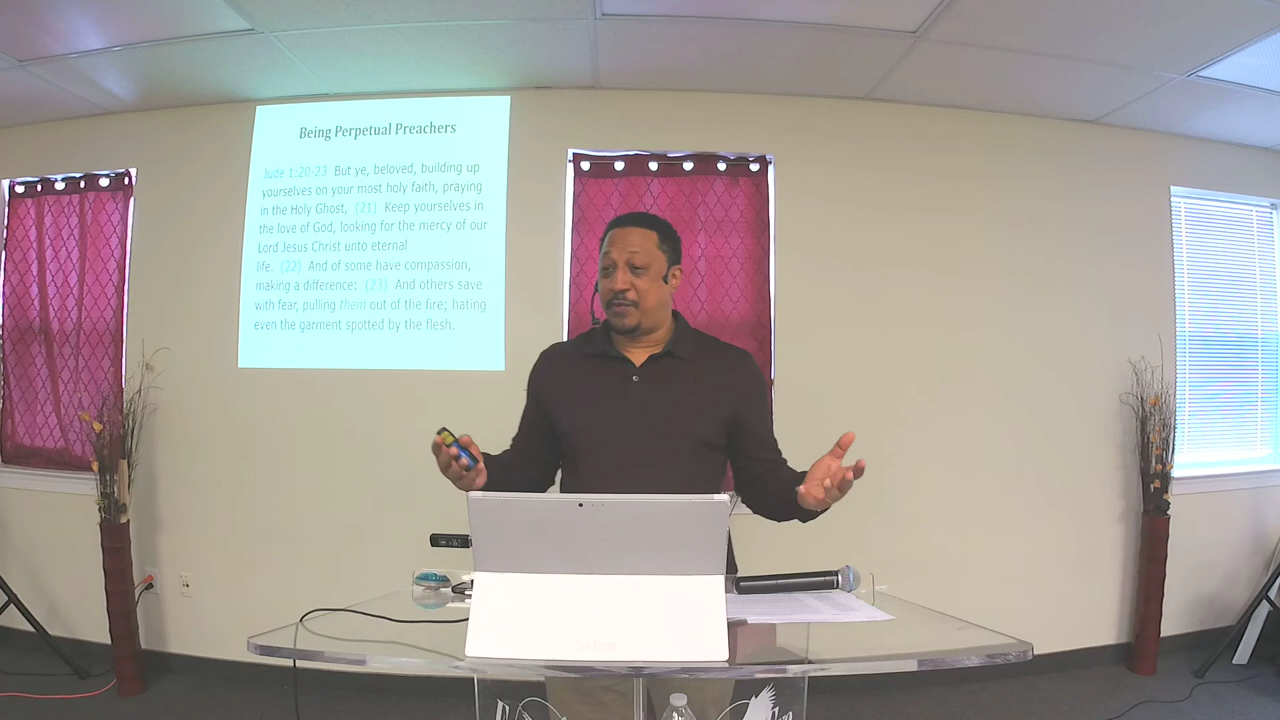 Being Perpetual Preachers
Jude 1:20-23 But ye, beloved, building up
yourselves on your most holy faith, praying
in the Holy Ghost, (21) Keep yourselves in
the love of God, looking for the mercy of our
Lord Jesus Christ unto eternal
life. (22) And of some have compassion,
making a difference: (23) And others save
with fear, pulling them out of the fire; hating
even the garment spotted by the flesh.